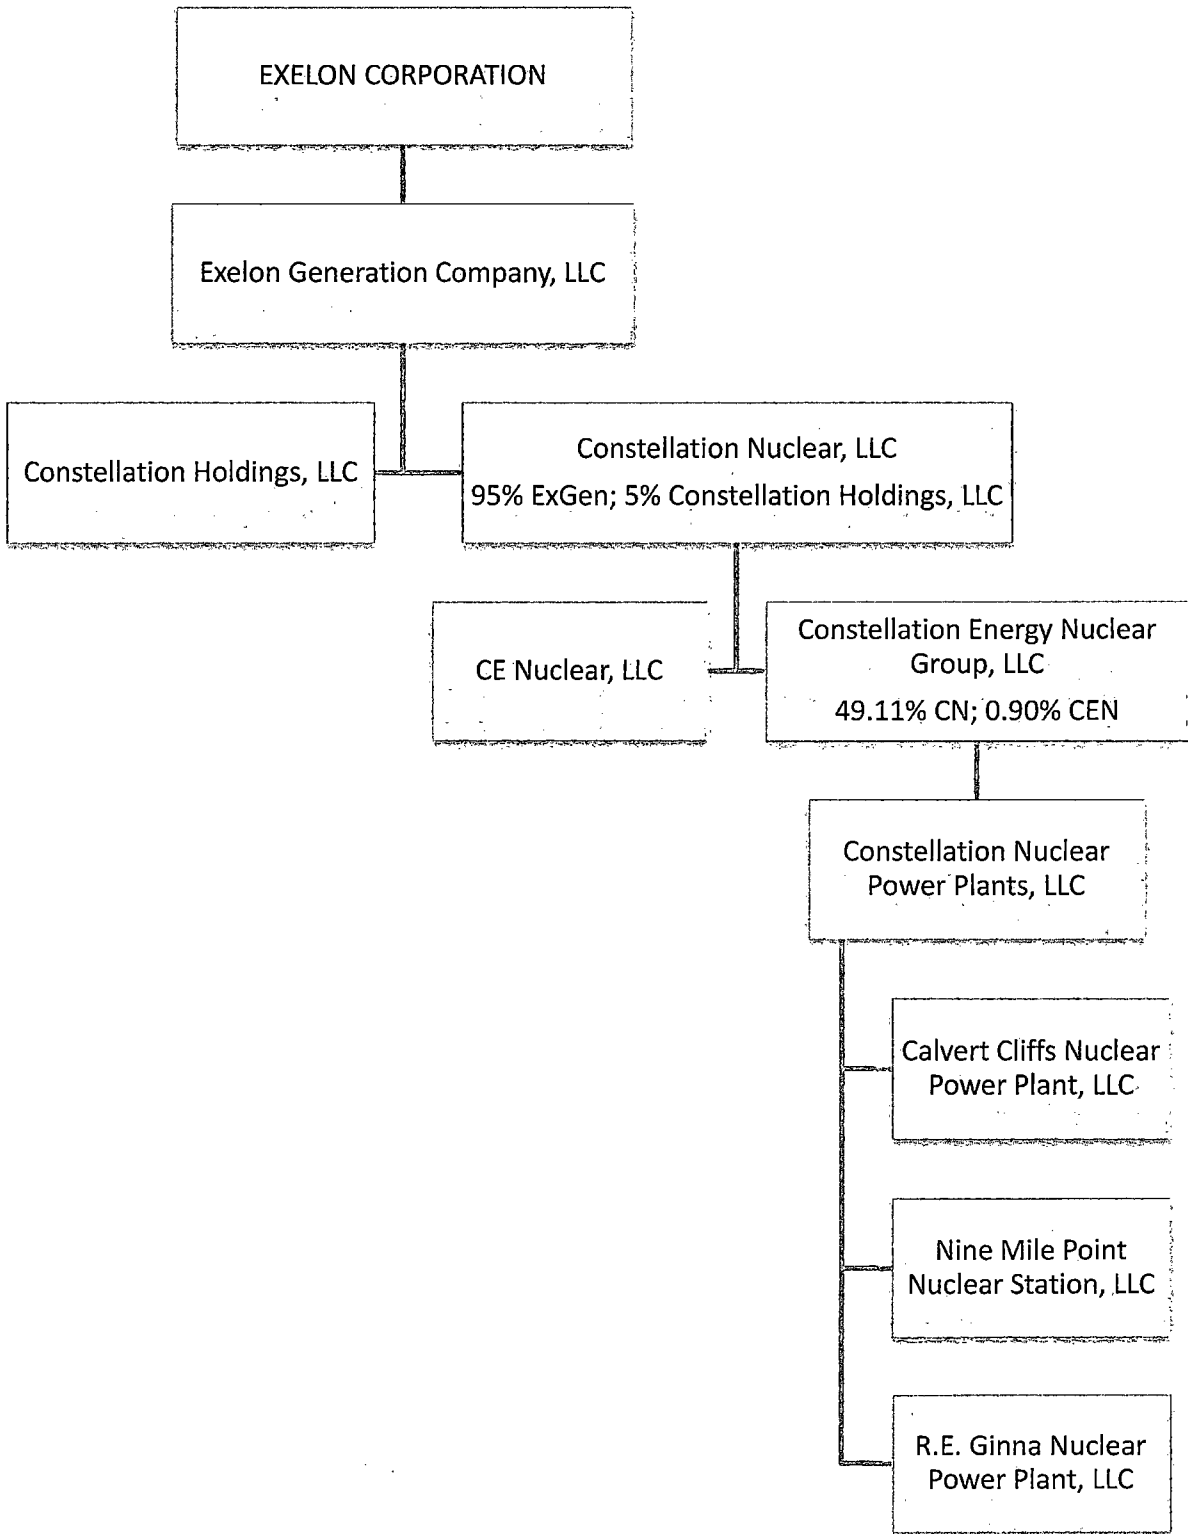 EXELON CORPORATION
Exelon Generation Company, LLC
Constellation Holdings, LLC
Constellation Nuclear, LLC
95% ExGen; 5% Constellation Holdings, LLC
CE Nuclear, LLC
Constellation Energy Nuclear
Group, LLC
49.11% CN; 0.90% CEN
Constellation Nuclear
Power Plants, LLC
Calvert Cliffs Nuclear
Power Plant, LLC
Nine Mile Point
Nuclear Station, LLC
R.E. Ginna Nuclear
Power Plant, LLC